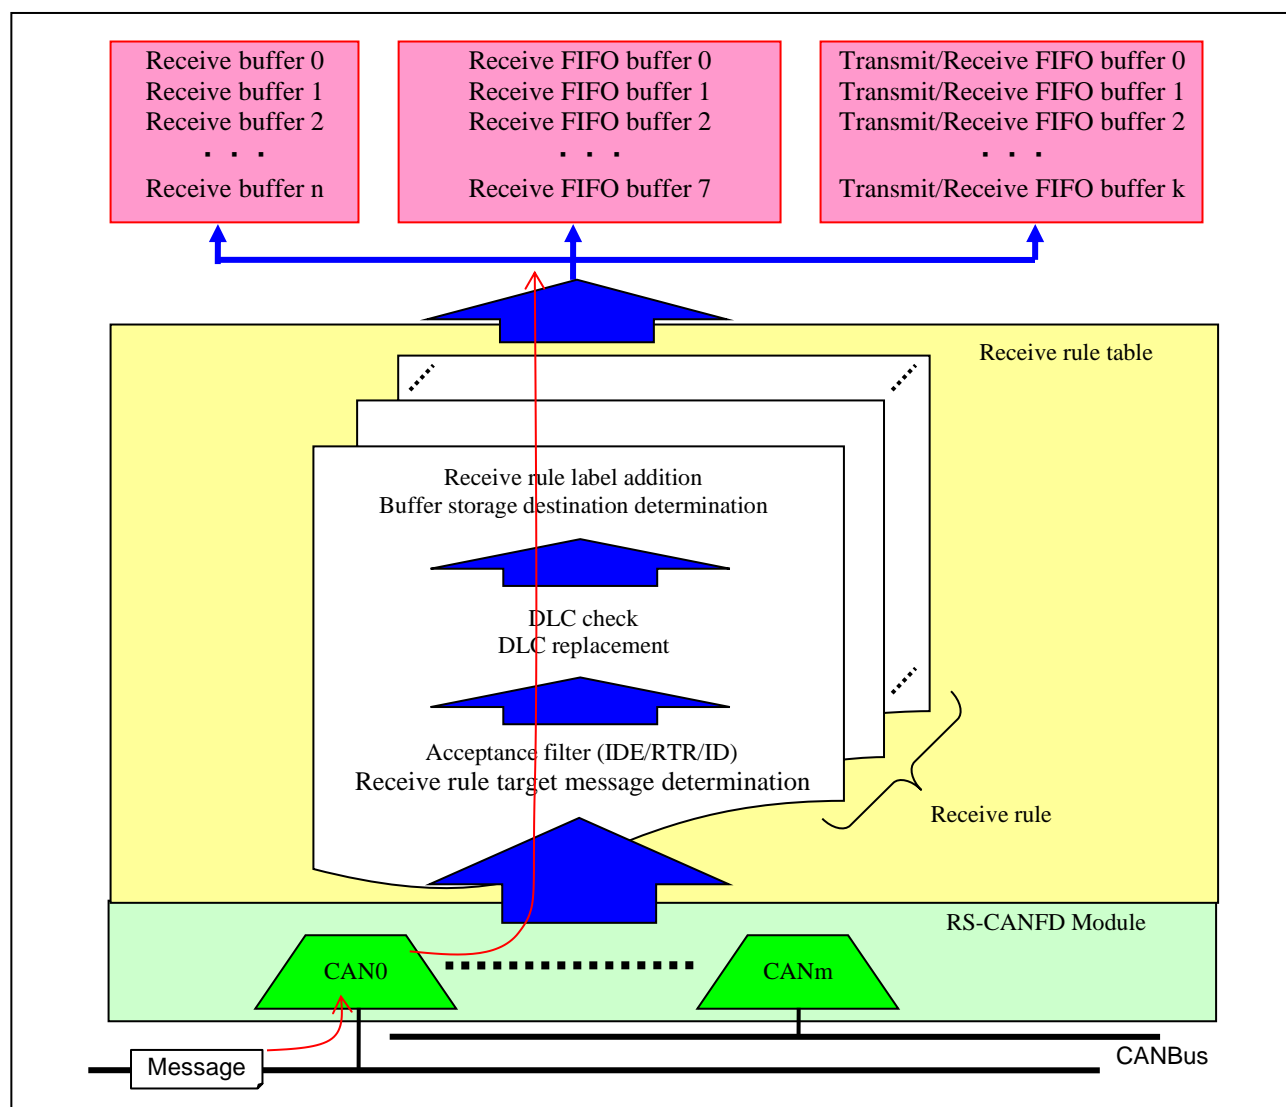 Receive buffer 0
Receive buffer 1
Receive buffer 2
. . .
Receive buffer n
Receive FIFO buffer 0
Receive FIFO buffer 1
Receive FIFO buffer 2
. . .
Receive FIFO buffer 7
Transmit/Receive FIFO buffer 0
Transmit/Receive FIFO buffer 1
Transmit/Receive FIFO buffer 2
. . .
Transmit/Receive FIFO buffer k
Receive rule table
Receive rule label addition
Buffer storage destination determination
DLC check
DLC replacement
Acceptance filter (IDE/RTR/ID)
Receive rule target message determination
Receive rule
RS-CANFD Module
CAN0
CANm
CANBus
Message